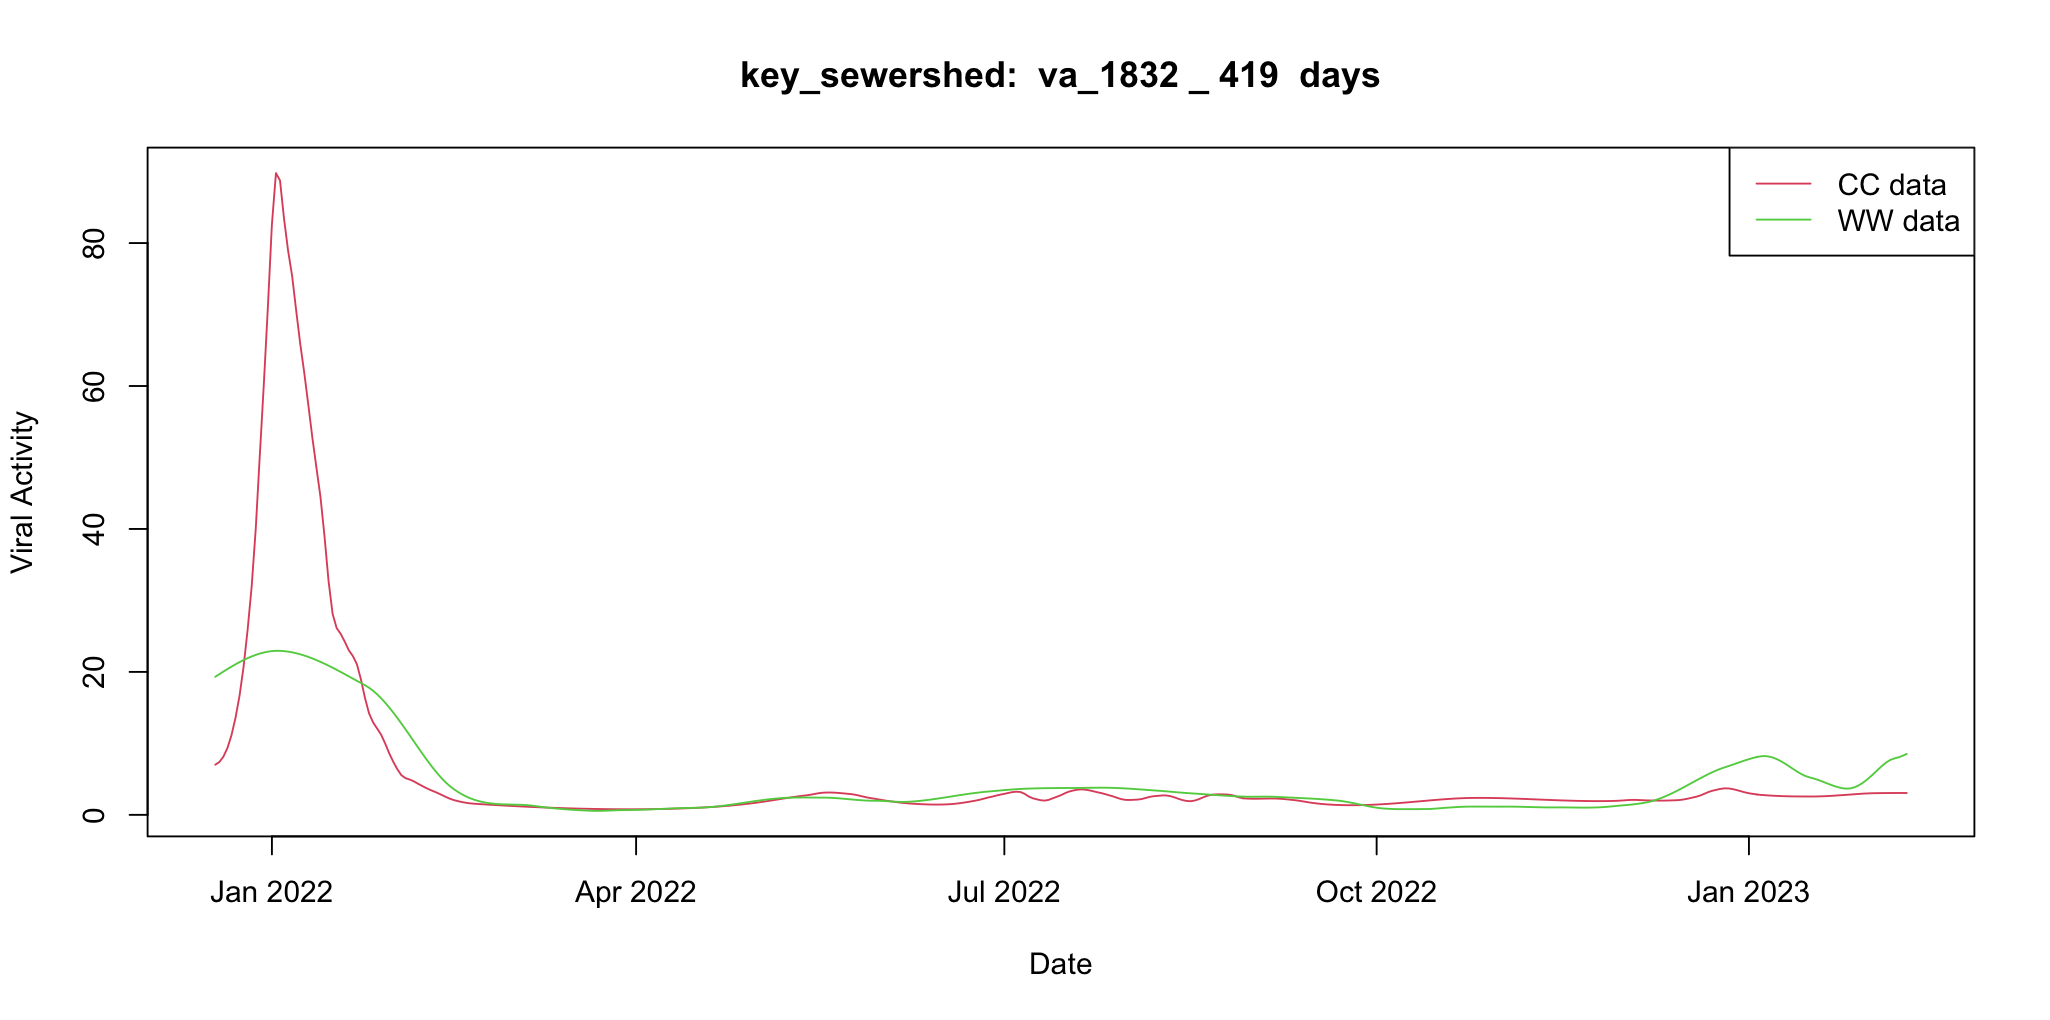 key_sewershed:  va_1832 _ 419  days
CC data
WW data
Viral Activity
80
60
40
20
0
Jan 2022
Apr 2022
Jul 2022
Oct 2022
Jan 2023
Date